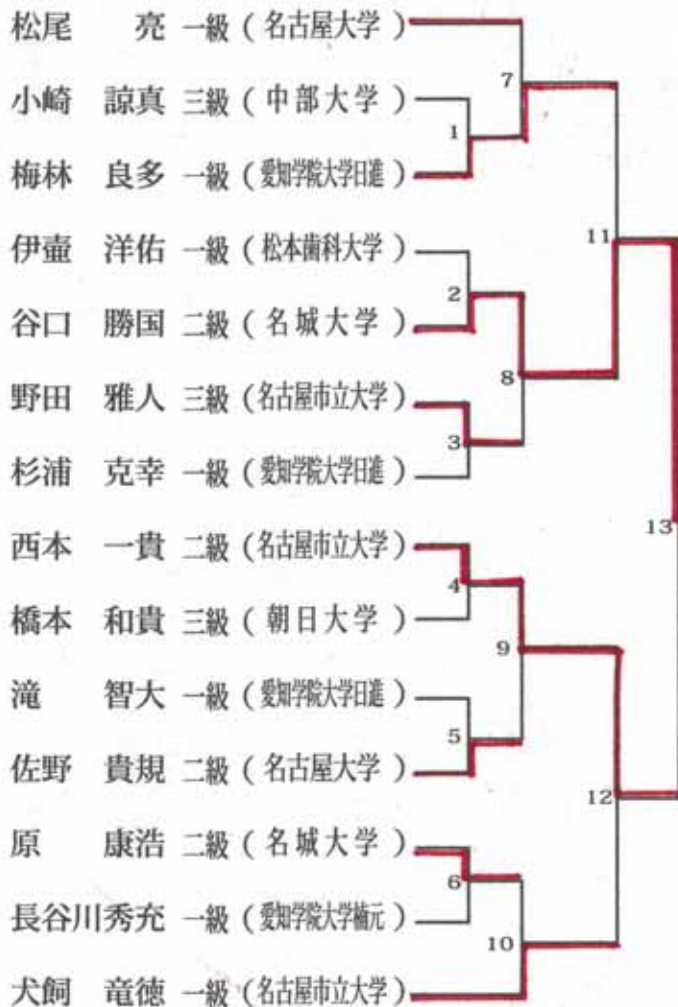 松尾 亮 一級 (名古屋大学)
7
小崎 諒真 三級 (中部大学)
1
梅林 良多 一級 (愛知学院大学日進)
伊壷 洋佑 一級 (松本歯科大学)
11
2
谷口 勝国 二級 (名城大学)
8
野田 雅人 三級 (名古屋市立大学)
3
杉浦 克幸 一級 (愛知学院大学日進)
13
西本 一貴 二級 (名古屋市立大学)
4
橋本 和貴 三級 (朝日大学)
9
滝 智大 一級 (愛知学院大学日進)
5
佐野 貴規 二級 (名古屋大学)
12
原 康浩 二級 (名城大学)
6
長谷川秀充 一級 (愛知学院大学楠元)
10
犬飼 竜徳 一級 (名古屋市立大学)